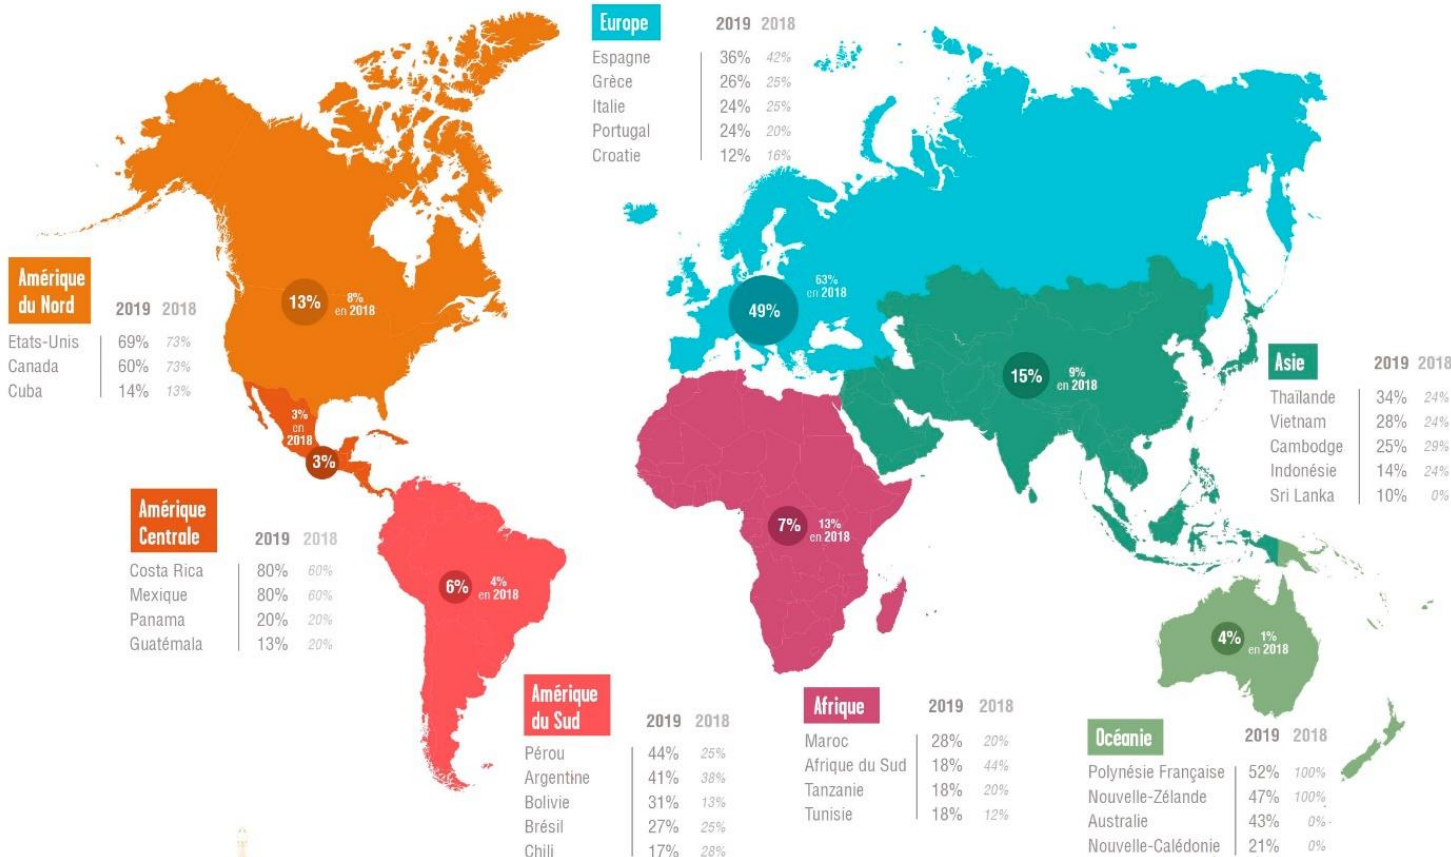 Europe 2019 2018
Espagne 36% 42%
Grèce 26% 25%
Italie 24% 25%
Portugal 24% 20%
Croatie 12% 16%
Amérique
du Nord 2019 2018
Etats-Unis 69% 73%
Canada 60% 73%
Cuba 14% 13%
13% 8%
en 2018
63%
en 2018
49%
15% 9%
en 2018
Asie 2019 2018
Thaïlande 34% 24%
Vietnam 28% 24%
Cambodge 25% 29%
Indonésie 14% 24%
Sri Lanka 10% 0%
3%
en
2018
3%
Amérique
Centrale 2019 2018
Costa Rica 80% 60%
Mexique 80% 60%
Panama 20% 20%
Guatémala 13% 20%
6% 4%
en 2018
7% 13%
en 2018
4% 1%
en 2018
Amérique
du Sud 2019 2018
Pérou 44% 25%
Argentine 41% 38%
Bolivie 31% 13%
Brésil 27% 25%
Chili 17% 28%
Afrique 2019 2018
Maroc 28% 20%
Afrique du Sud 18% 44%
Tanzanie 18% 20%
Tunisie 18% 12%
Océanie 2019 2018
Polynésie Française 52% 100%
Nouvelle-Zélande 47% 100%
Australie 43% 0%
Nouvelle-Calédonie 21% 0%